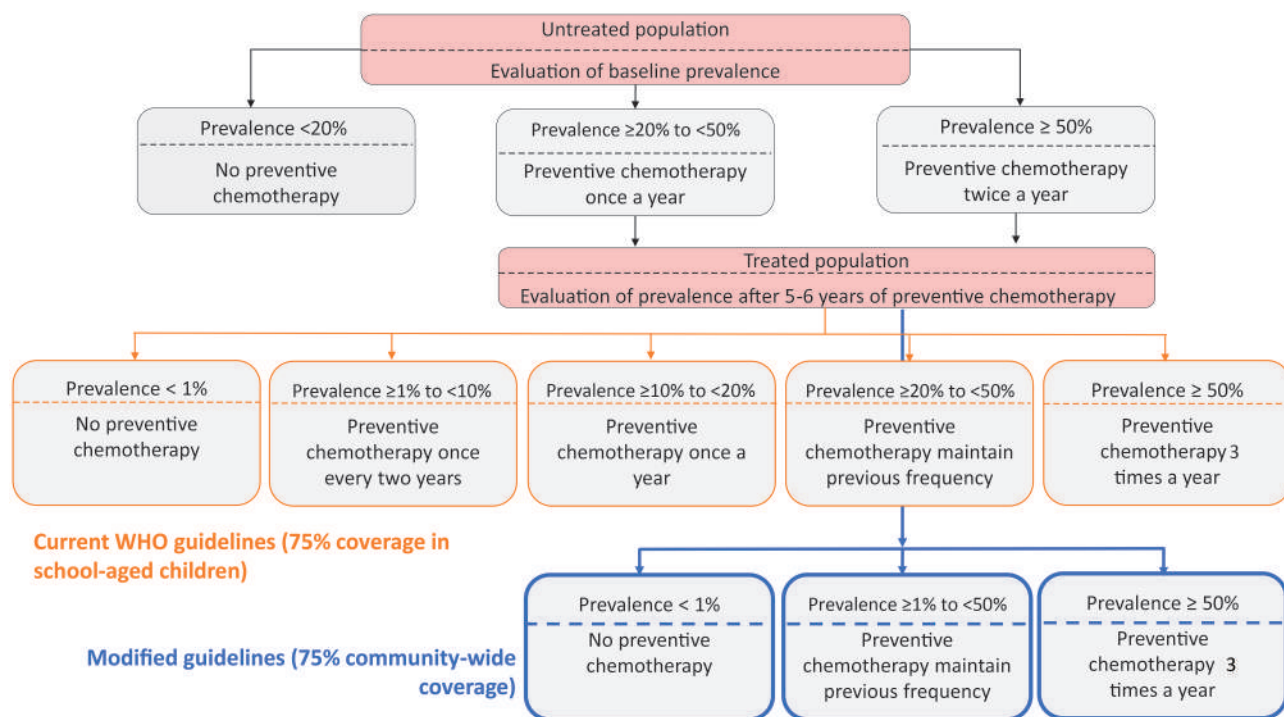 Untreated population
Evaluation of baseline prevalence
Prevalence <20%
No preventive
chemotherapy
Prevalence ≥20% to <50%
Preventive chemotherapy
once a year
Prevalence ≥ 50%
Preventive chemotherapy
twice a year
Treated population
Evaluation of prevalence after 5-6 years of preventive chemotherapy
Prevalence < 1%
No preventive
chemotherapy
Prevalence ≥1% to <10%
Preventive
chemotherapy once
every two years
Prevalence ≥10% to <20%
Preventive
chemotherapy once a
year
Prevalence ≥20% to <50%
Preventive
chemotherapy maintain
previous frequency
Prevalence ≥ 50%
Preventive
chemotherapy 3
times a year
Current WHO guidelines (75% coverage in
school-aged children)
Prevalence < 1%
No preventive
chemotherapy
Prevalence ≥1% to <50%
Preventive
chemotherapy maintain
previous frequency
Prevalence ≥ 50%
Preventive
chemotherapy 3
times a year
Modified guidelines (75% community-wide
coverage)